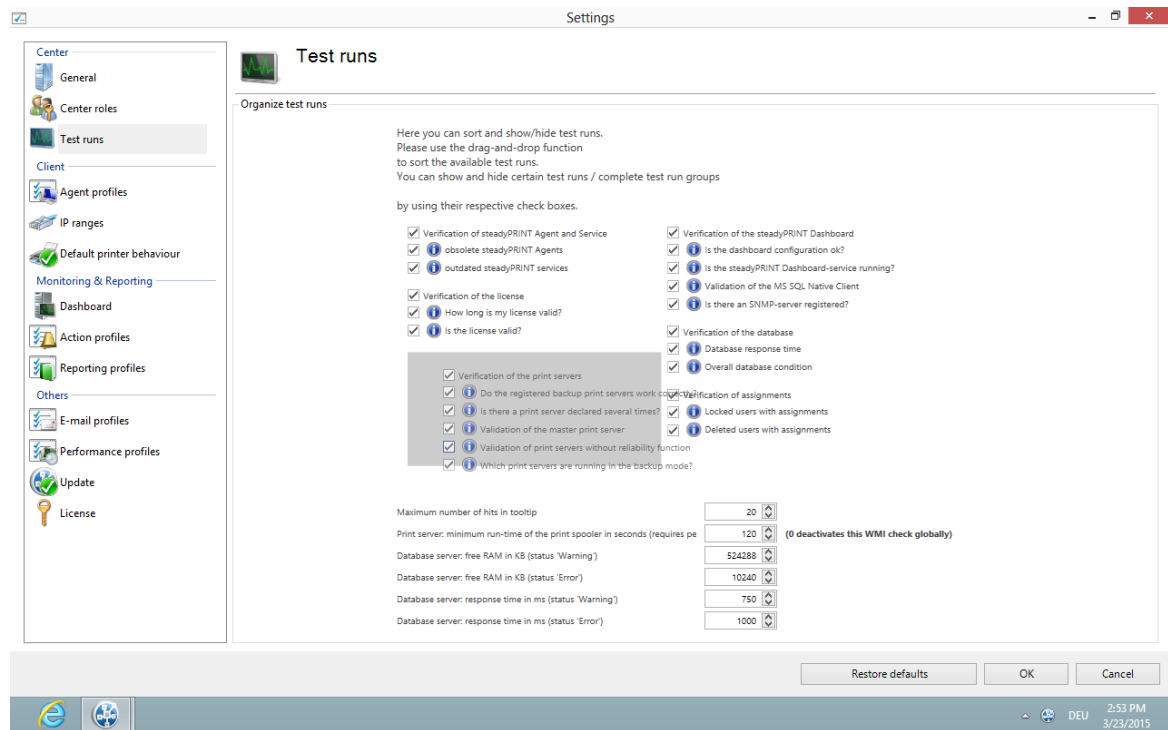 Settings
Center
General
Center roles
Test runs
Client
Agent profiles
IP ranges
Default printer behaviour
Monitoring & Reporting
Dashboard
Action profiles
Reporting profiles
Others
E-mail profiles
Performance profiles
Update
License
Test runs
Organize test runs
Here you can sort and show/hide test runs.
Please use the drag-and-drop function
to sort the available test runs.
You can show and hide certain test runs / complete test run groups
by using their respective check boxes.
Verification of steadyPRINT Agent and Service
obsolete steadyPRINT Agents
outdated steadyPRINT services
Verification of the license
How long is my license valid?
Is the license valid?
Verification of the print servers
Do the registered backup print servers work correctly?
Is there a print server declared several times?
Validation of the master print server
Validation of print servers without reliability function
Which print servers are running in the backup mode?
Verification of the steadyPRINT Dashboard
Is the dashboard configuration ok?
Is the steadyPRINT Dashboard-service running?
Validation of the MS SQL Native Client
Is there an SNMP-server registered?
Verification of the database
Database response time
Overall database condition
Verification of assignments
Locked users with assignments
Deleted users with assignments
Maximum number of hits in tooltip 20
Print server: minimum run-time of the print spooler in seconds (requires pe 120 (0 deactivates this WMI check globally)
Database server: free RAM in KB (status 'Warning') 524288
Database server: free RAM in KB (status 'Error') 10240
Database server: response time in ms (status 'Warning') 750
Database server: response time in ms (status 'Error') 1000
Restore defaults
OK
Cancel
DEU
2:53 PM
3/23/2015